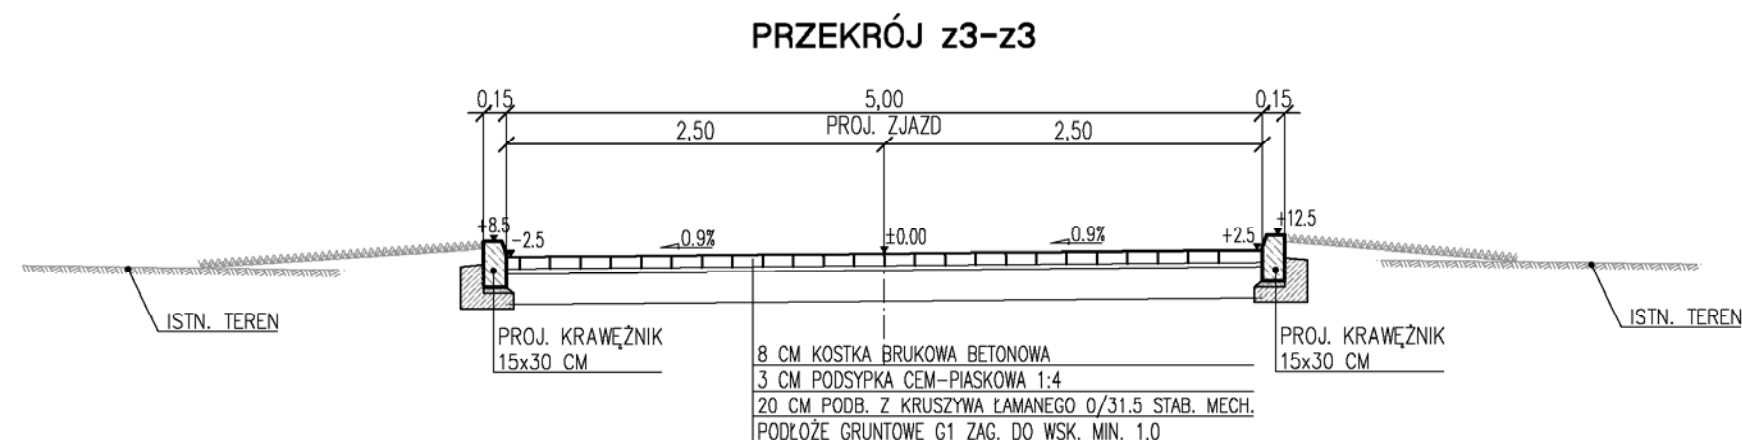 PRZEKRÓJ z3-z3
0,15 5,00 0,15
2,50 PROJ. ZJAZD 2,50
+8.5 -2.5 0.9% ±0.00 0.9% +2.5 +12.5
ISTN. TEREN
ISTN. TEREN
PROJ. KRAWĘŻNIK
15x30 CM
PROJ. KRAWĘŻNIK
15x30 CM
8 CM KOSTKA BRUKOWA BETONOWA
3 CM PODSYPKA CEM-PIASKOWA 1:4
20 CM PODB. Z KRUSZYWA ŁAMANEGO 0/31.5 STAB. MECH.
PODŁOŻE GRUNTOWE G1 ZAG. DO WSK. MIN. 1.0